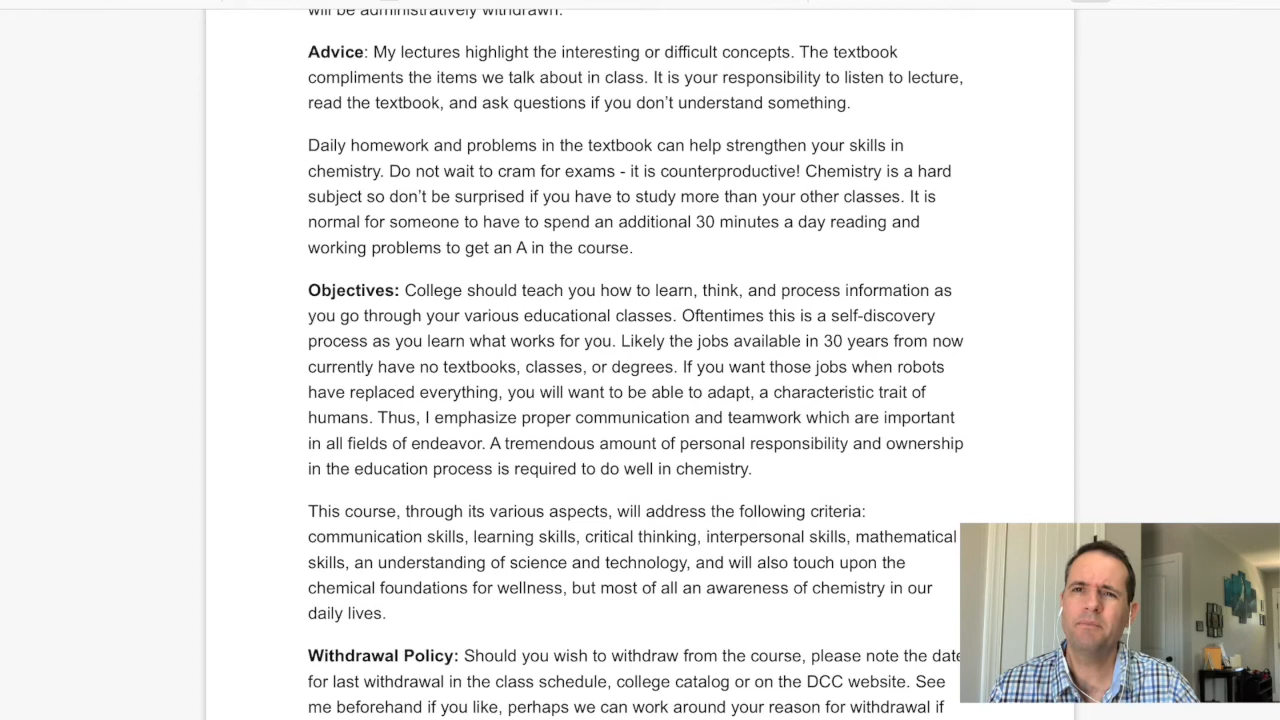 will be administratively withdrawn.
Advice: My lectures highlight the interesting or difficult concepts. The textbook
compliments the items we talk about in class. It is your responsibility to listen to lecture,
read the textbook, and ask questions if you don’t understand something.
Daily homework and problems in the textbook can help strengthen your skills in
chemistry. Do not wait to cram for exams - it is counterproductive! Chemistry is a hard
subject so don’t be surprised if you have to study more than your other classes. It is
normal for someone to have to spend an additional 30 minutes a day reading and
working problems to get an A in the course.
Objectives: College should teach you how to learn, think, and process information as
you go through your various educational classes. Oftentimes this is a self-discovery
process as you learn what works for you. Likely the jobs available in 30 years from now
currently have no textbooks, classes, or degrees. If you want those jobs when robots
have replaced everything, you will want to be able to adapt, a characteristic trait of
humans. Thus, I emphasize proper communication and teamwork which are important
in all fields of endeavor. A tremendous amount of personal responsibility and ownership
in the education process is required to do well in chemistry.
This course, through its various aspects, will address the following criteria:
communication skills, learning skills, critical thinking, interpersonal skills, mathematical
skills, an understanding of science and technology, and will also touch upon the
chemical foundations for wellness, but most of all an awareness of chemistry in our
daily lives.
Withdrawal Policy: Should you wish to withdraw from the course, please note the date
for last withdrawal in the class schedule, college catalog or on the DCC website. See
me beforehand if you like, perhaps we can work around your reason for withdrawal if